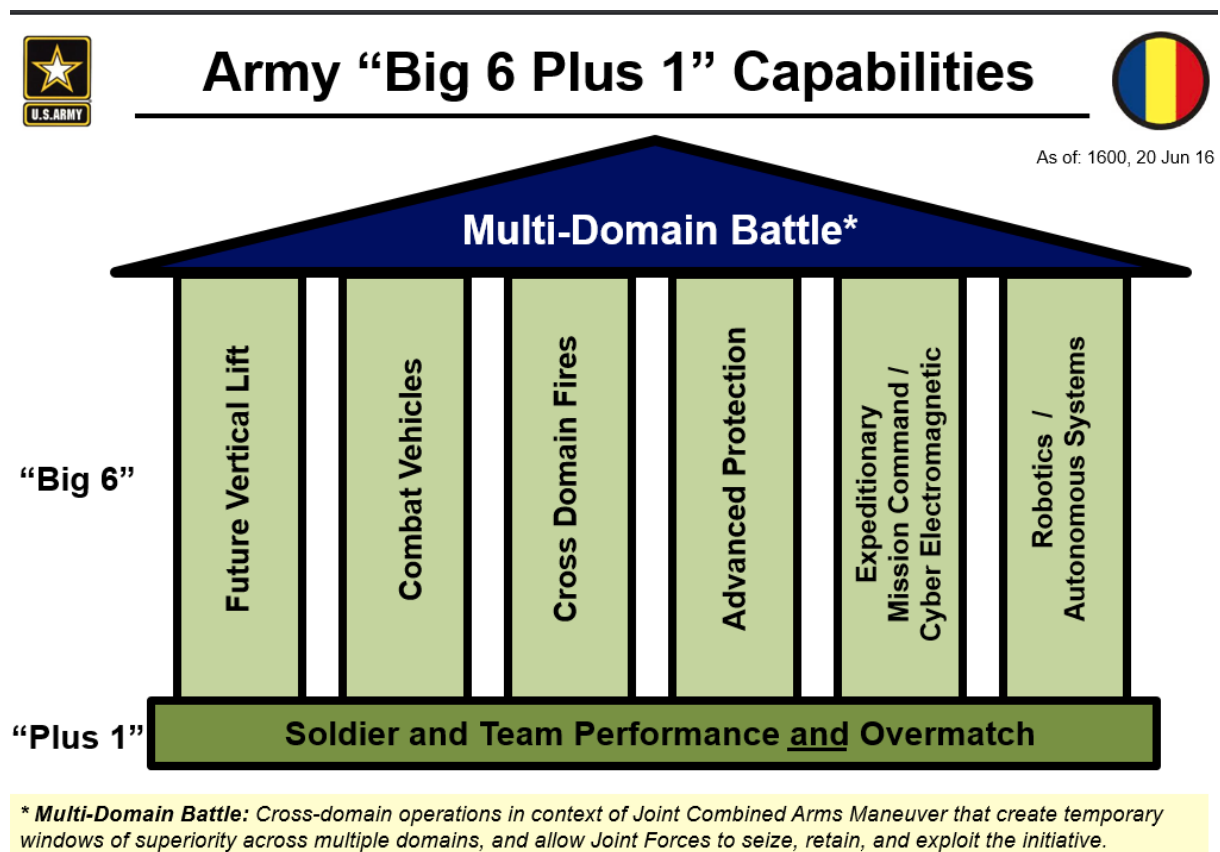 U.S.ARMY
Army “Big 6 Plus 1” Capabilities
As of: 1600, 20 Jun 16
Multi-Domain Battle*
“Big 6”
Future Vertical Lift
Combat Vehicles
Cross Domain Fires
Advanced Protection
Expeditionary
Mission Command /
Cyber Electromagnetic
Robotics /
Autonomous Systems
“Plus 1”
Soldier and Team Performance and Overmatch
* Multi-Domain Battle: Cross-domain operations in context of Joint Combined Arms Maneuver that create temporary
windows of superiority across multiple domains, and allow Joint Forces to seize, retain, and exploit the initiative.